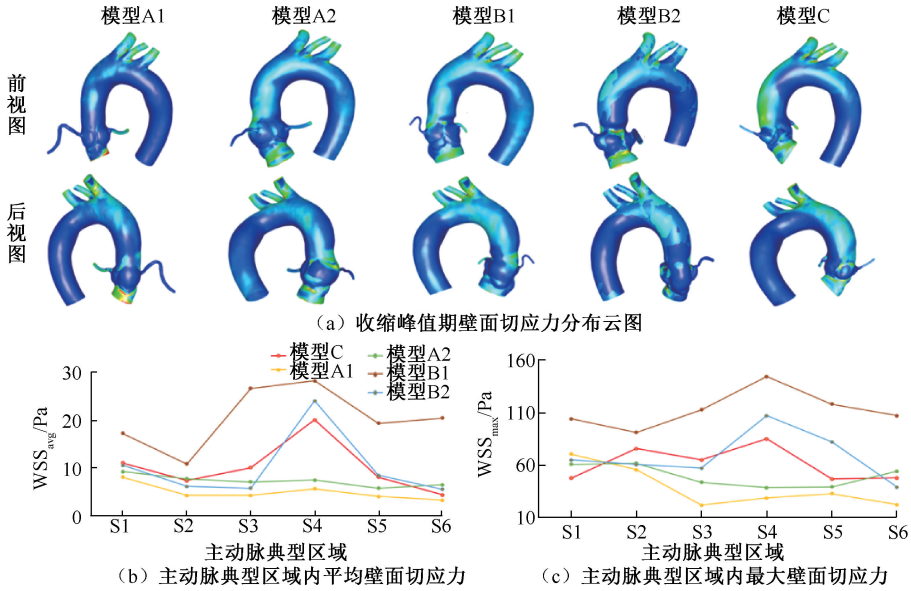 模型A1 模型A2 模型B1 模型B2 模型C
前视图
后视图
（a）收缩峰值期壁面切应力分布云图
模型C 模型A2
模型A1 模型B1
模型B2
WSSavg/Pa
30
20
10
0
S1 S2 S3 S4 S5 S6
主动脉典型区域
（b）主动脉典型区域内平均壁面切应力
WSSmax/Pa
160
110
60
10
S1 S2 S3 S4 S5 S6
主动脉典型区域
（c）主动脉典型区域内最大壁面切应力